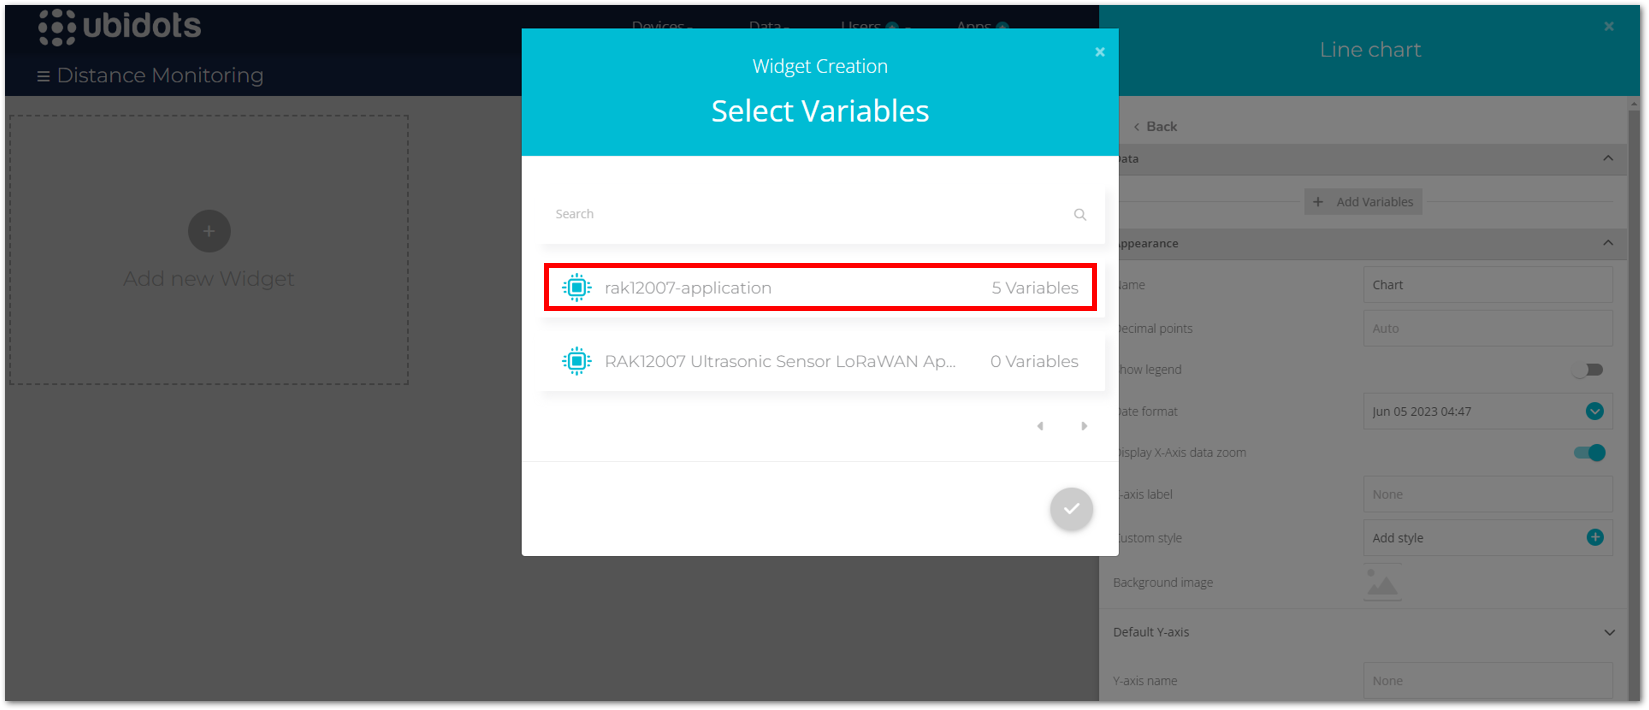 ubidots
Devices
Data
Users
Apps
Distance Monitoring
Add new Widget
Widget Creation
Select Variables
Search
rak12007-application 5 Variables
RAK12007 Ultrasonic Sensor LoRaWAN Ap... 0 Variables
Line chart
Back
ata
Add Variables
Appearance
ame Chart
Decimal points Auto
how legend
ate format Jun 05 2023 04:47
isplay X-Axis data zoom
-axis label None
ustom style Add style
Background image
Default Y-axis
Y-axis name None